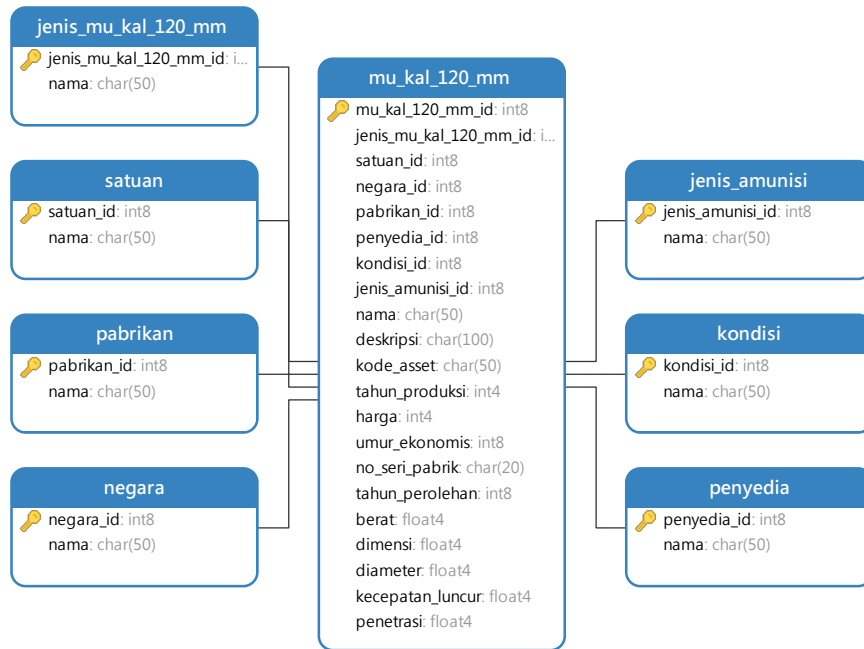 jenis_mu_kal_120_mm
jenis_mu_kal_120_mm_id: i...
nama: char(50)
satuan
satuan_id: int8
nama: char(50)
pabrikan
pabrikan_id: int8
nama: char(50)
negara
negara_id: int8
nama: char(50)
mu_kal_120_mm
mu_kal_120_mm_id: int8
jenis_mu_kal_120_mm_id: i...
satuan_id: int8
negara_id: int8
pabrikan_id: int8
penyedia_id: int8
kondisi_id: int8
jenis_amunisi_id: int8
nama: char(50)
deskripsi: char(100)
kode_asset: char(50)
tahun_produksi: int4
harga: int4
umur_ekonomis: int8
no_seri_pabrik: char(20)
tahun_perolehan: int8
berat: float4
dimensi: float4
diameter: float4
kecepatan_luncur: float4
penetrasi: float4
jenis_amunisi
jenis_amunisi_id: int8
nama: char(50)
kondisi
kondisi_id: int8
nama: char(50)
penyedia
penyedia_id: int8
nama: char(50)